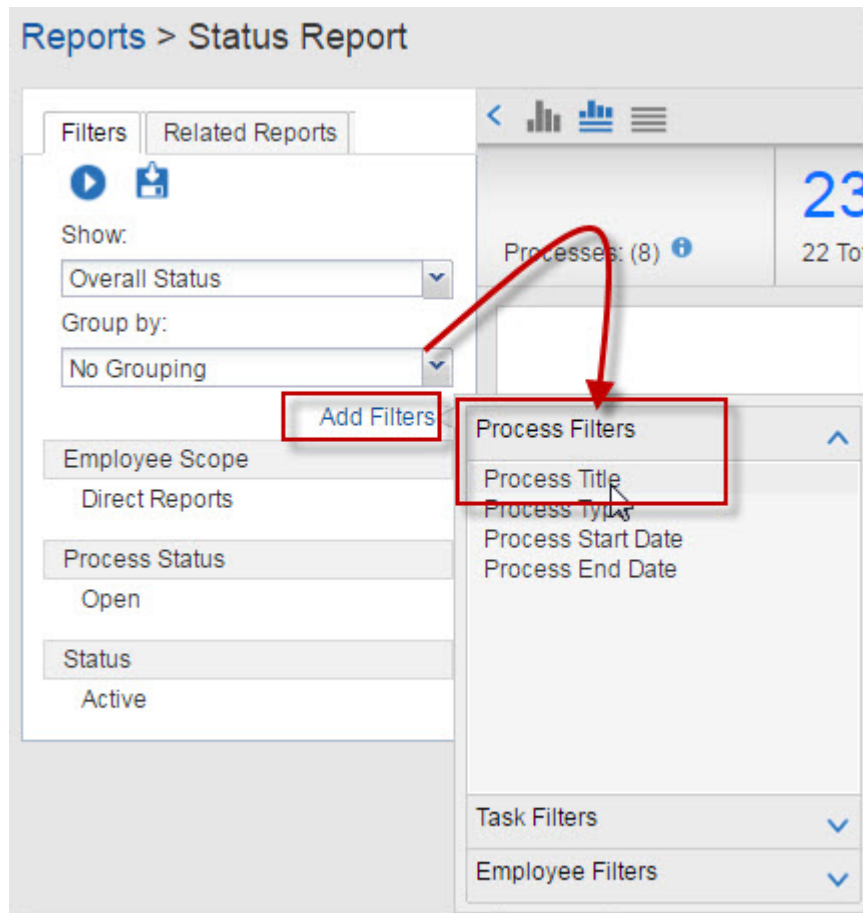 Reports > Status Report
Filters
Related Reports
Show:
Overall Status
Group by:
No Grouping
Add Filters
Employee Scope
Direct Reports
Process Status
Open
Status
Active
Processes: (8)
23
22 To
Process Filters
Process Title
Process Type
Process Start Date
Process End Date
Task Filters
Employee Filters